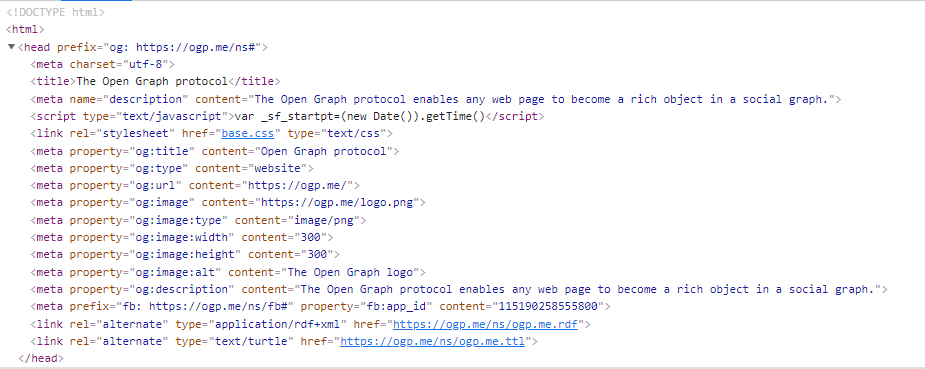 <!DOCTYPE html>
<html>
<head prefix="og: https://ogp.me/ns#">
<meta charset="utf-8">
<title>The Open Graph protocol</title>
<meta name="description" content="The Open Graph protocol enables any web page to become a rich object in a social graph.">
<script type="text/javascript">var _sf_startpt=(new Date()).getTime()</script>
<link rel="stylesheet" href="base.css" type="text/css">
<meta property="og:title" content="Open Graph protocol">
<meta property="og:type" content="website">
<meta property="og:url" content="https://ogp.me/">
<meta property="og:image" content="https://ogp.me/logo.png">
<meta property="og:image:type" content="image/png">
<meta property="og:image:width" content="300">
<meta property="og:image:height" content="300">
<meta property="og:image:alt" content="The Open Graph logo">
<meta property="og:description" content="The Open Graph protocol enables any web page to become a rich object in a social graph.">
<meta prefix="fb: https://ogp.me/ns/fb#" property="fb:app_id" content="115190258555800">
<link rel="alternate" type="application/rdf+xml" href="https://ogp.me/ns/ogp.me.rdf">
<link rel="alternate" type="text/turtle" href="https://ogp.me/ns/ogp.me.ttl">
</head>